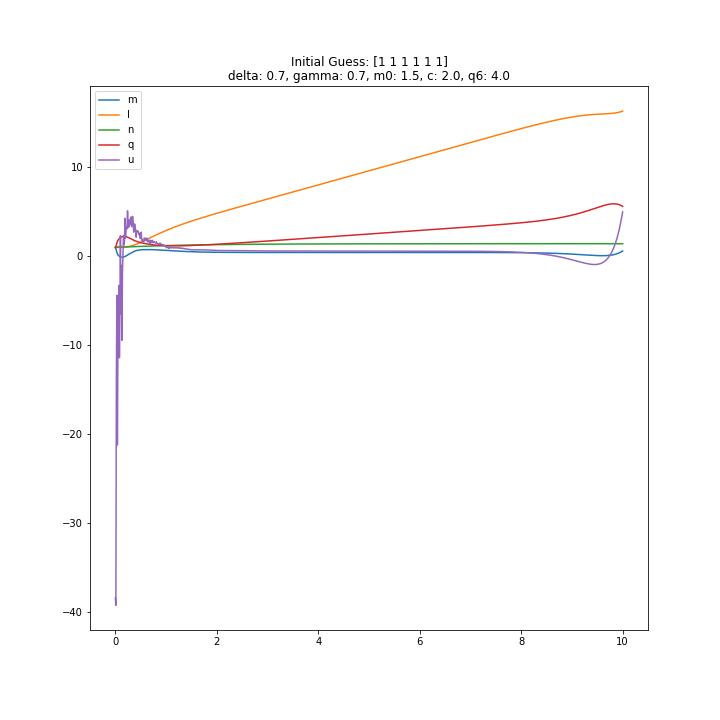 Initial Guess: [1 1 1 1 1 1]
delta: 0.7, gamma: 0.7, m0: 1.5, c: 2.0, q6: 4.0
m
l
n
q
u
10
0
−10
−20
−30
−40
0 2 4 6 8 10